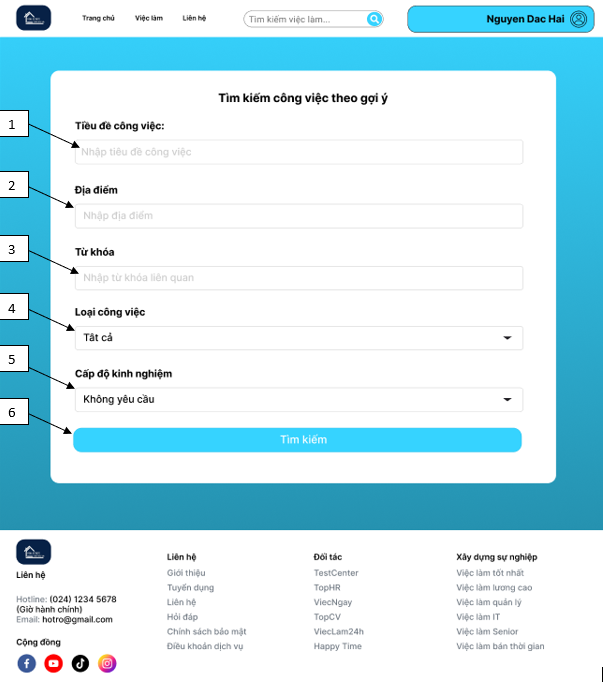 Trang chủ Việc làm Liên hệ Tìm kiếm việc làm... Nguyen Dac Hai
Tìm kiếm công việc theo gợi ý
1
Tiêu đề công việc:
Nhập tiêu đề công việc
2
Địa điểm
Nhập địa điểm
3
Từ khóa
Nhập từ khóa liên quan
4
Loại công việc
Tất cả
5
Cấp độ kinh nghiệm
Không yêu cầu
6
Tìm kiếm
Liên hệ
Hotline: (024) 1234 5678
(Giờ hành chính)
Email: hotro@gmail.com
Cộng đồng
Liên hệ
Giới thiệu
Tuyển dụng
Liên hệ
Hỏi đáp
Chính sách bảo mật
Điều khoản dịch vụ
Đối tác
TestCenter
TopHR
ViecNgay
TopCV
ViecLam24h
Happy Time
Xây dựng sự nghiệp
Việc làm tốt nhất
Việc làm lương cao
Việc làm quản lý
Việc làm IT
Việc làm Senior
Việc làm bán thời gian